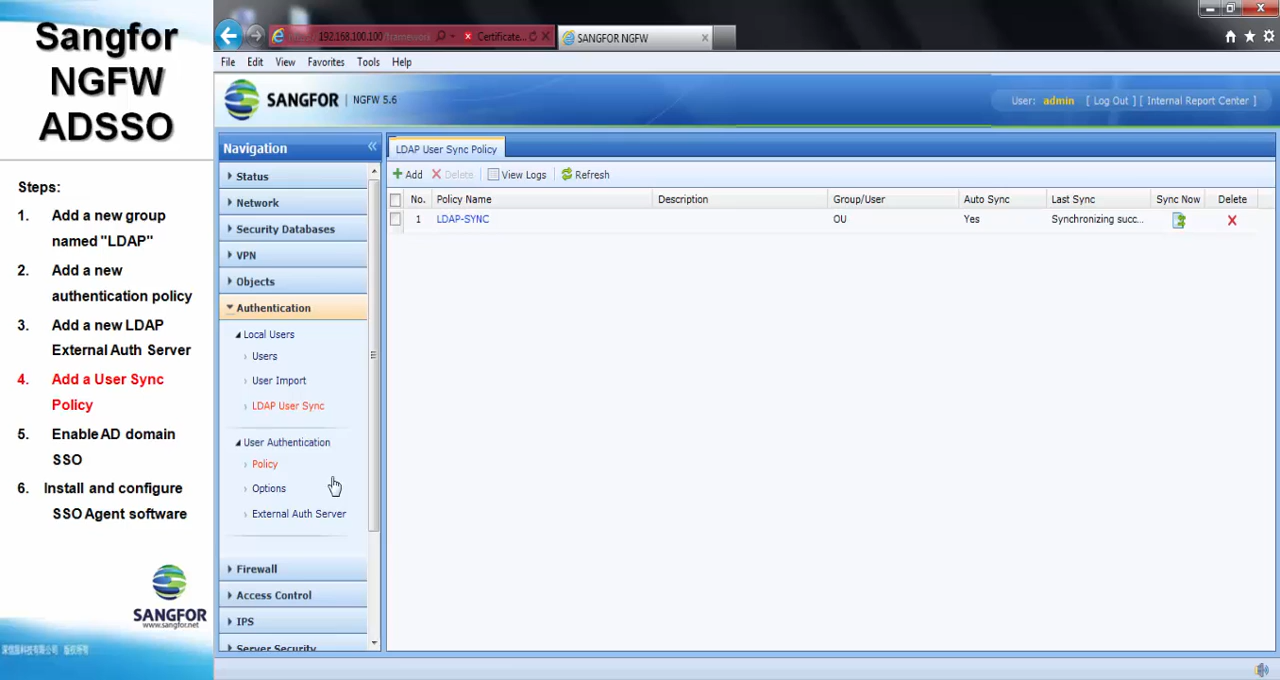 Sangfor
NGFW
ADSSO
Steps:
1. Add a new group
named "LDAP"
2. Add a new
authentication policy
3. Add a new LDAP
External Auth Server
4. Add a User Sync
Policy
5. Enable AD domain
SSO
6. Install and configure
SSO Agent software
SANGFOR
www.sangfor.net
192.168.100.100/framework
Certificate...
SANGFOR NGFW
File Edit View Favorites Tools Help
SANGFOR | NGFW 5.6
User: admin [ Log Out ] [ Internal Report Center ]
Navigation
Status
Network
Security Databases
VPN
Objects
Authentication
Local Users
Users
User Import
LDAP User Sync
User Authentication
Policy
Options
External Auth Server
Firewall
Access Control
IPS
Server Security
LDAP User Sync Policy
Add Delete View Logs Refresh
No. Policy Name Description Group/User Auto Sync Last Sync Sync Now Delete
1 LDAP-SYNC OU Yes Synchronizing succ...